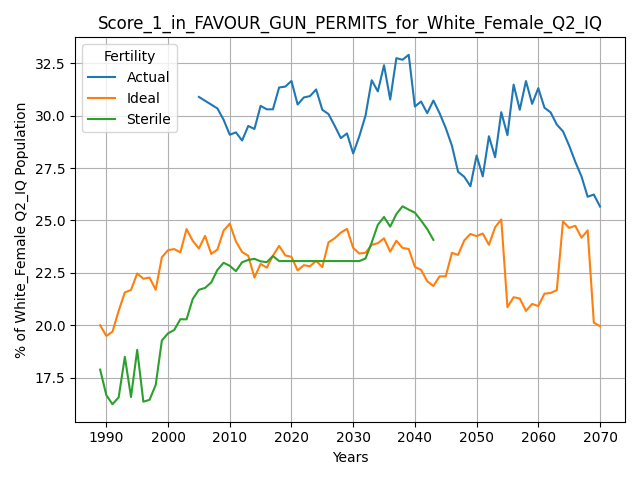 Score_1_in_FAVOUR_GUN_PERMITS_for_White_Female_Q2_IQ
Fertility
Actual
Ideal
Sterile
% of White_Female Q2_IQ Population
32.5
30.0
27.5
25.0
22.5
20.0
17.5
1990 2000 2010 2020 2030 2040 2050 2060 2070
Years